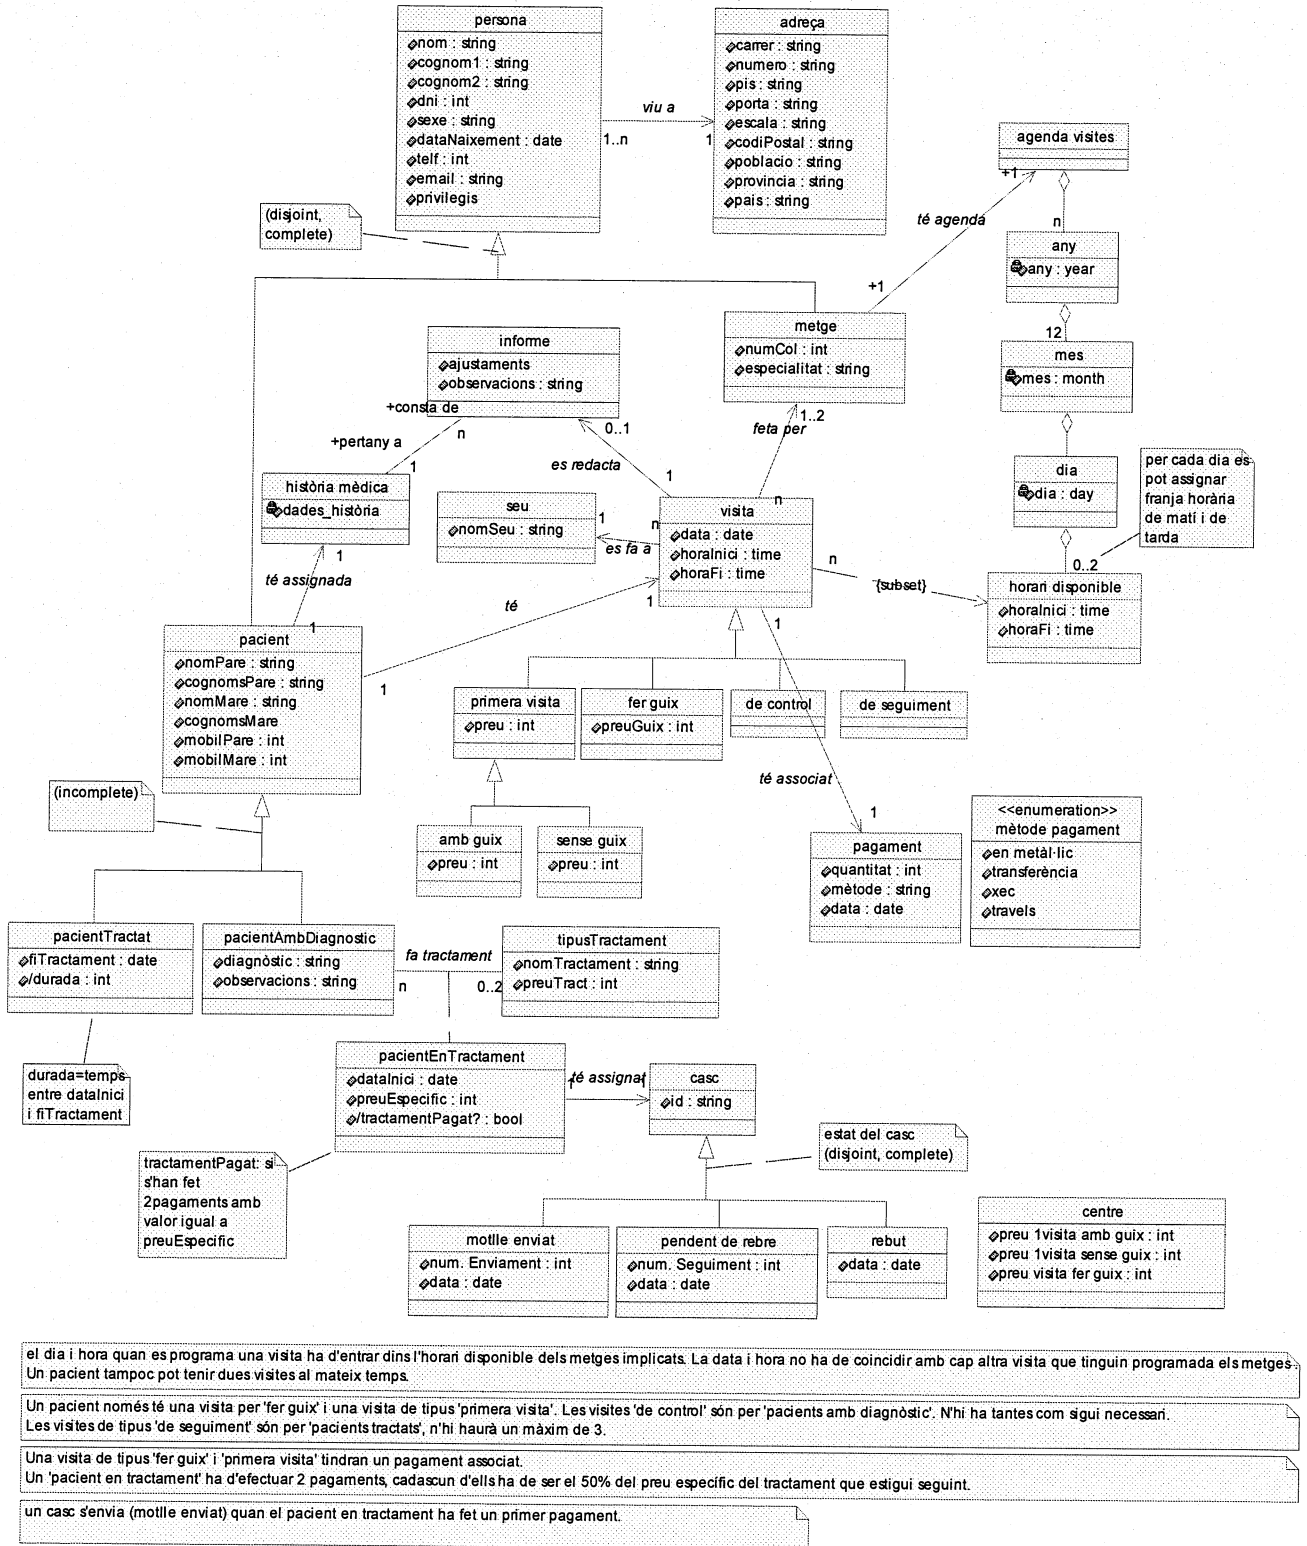 persona
nom : string
cognom1 : string
cognom2 : string
dni : int
sexe : string
dataNaixement : date
telf : int
email : string
privilegis
viu a
1..n
1
adreça
carrer : string
numero : string
pis : string
porta : string
escala : string
codiPostal : string
poblacio : string
provincia : string
pais : string
agenda visites
+1
té agenda
+1
n
any
any : year
12
mes
mes : month
dia
dia : day
per cada dia es
pot assignar
franja horària
de matí i de
tarda
0..2
horari disponible
horaInici : time
horaFi : time
(disjoint,
complete)
informe
ajustaments
observacions : string
+consta de
+pertany a
n
1
0..1
es redacta
1
metge
numCol : int
especialitat : string
1..2
feta per
n
història mèdica
dades_història
1
té assignada
1
seu
nomSeu : string
1
n
es fa a
visita
data : date
horaInici : time
horaFi : time
n
{subset}
té
1
1
1
pacient
nomPare : string
cognomsPare : string
nomMare : string
cognomsMare
mobilPare : int
mobilMare : int
primera visita
preu : int
fer guix
preuGuix : int
de control
de seguiment
té associat
1
(incomplete)
amb guix
preu : int
sense guix
preu : int
pagament
quantitat : int
mètode : string
data : date
<<enumeration>>
mètode pagament
en metàl·lic
transferència
xec
travels
pacientTractat
fiTractament : date
/durada : int
pacientAmbDiagnostic
diagnòstic : string
observacions : string
fa tractament
n
0..2
tipusTractament
nomTractament : string
preuTract : int
durada=temps
entre dataInici
i fiTractament
pacientEnTractament
dataInici : date
preuEspecific : int
/tractamentPagat? : bool
té assignat
casc
id : string
estat del casc
(disjoint, complete)
tractamentPagat: si
s'han fet
2pagaments amb
valor igual a
preuEspecific
motlle enviat
num. Enviament : int
data : date
pendent de rebre
num. Seguiment : int
data : date
rebut
data : date
centre
preu 1visita amb guix : int
preu 1visita sense guix : int
preu visita fer guix : int
el dia i hora quan es programa una visita ha d'entrar dins l'horari disponible dels metges implicats. La data i hora no ha de coincidir amb cap altra visita que tinguin programada els metges.
Un pacient tampoc pot tenir dues visites al mateix temps.
Un pacient només té una visita per 'fer guix' i una visita de tipus 'primera visita'. Les visites 'de control' són per 'pacients amb diagnòstic'. N'hi ha tantes com sigui necessari.
Les visites de tipus 'de seguiment' són per 'pacients tractats', n'hi haurà un màxim de 3.
Una visita de tipus 'fer guix' i 'primera visita' tindran un pagament associat.
Un 'pacient en tractament' ha d'efectuar 2 pagaments, cadascun d'ells ha de ser el 50% del preu específic del tractament que estigui seguint.
un casc s'envia (motlle enviat) quan el pacient en tractament ha fet un primer pagament.